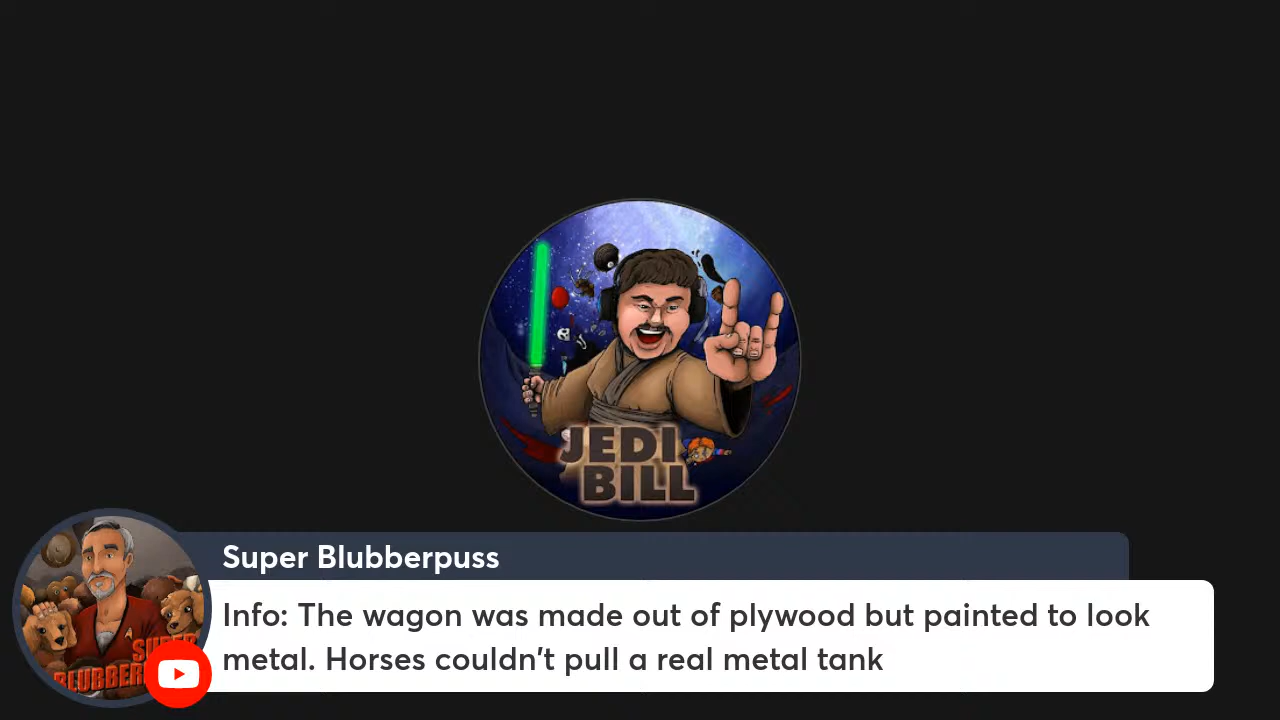 JEDI
BILL
Super Blubberpuss
Info: The wagon was made out of plywood but painted to look
metal. Horses couldn't pull a real metal tank
SUPER